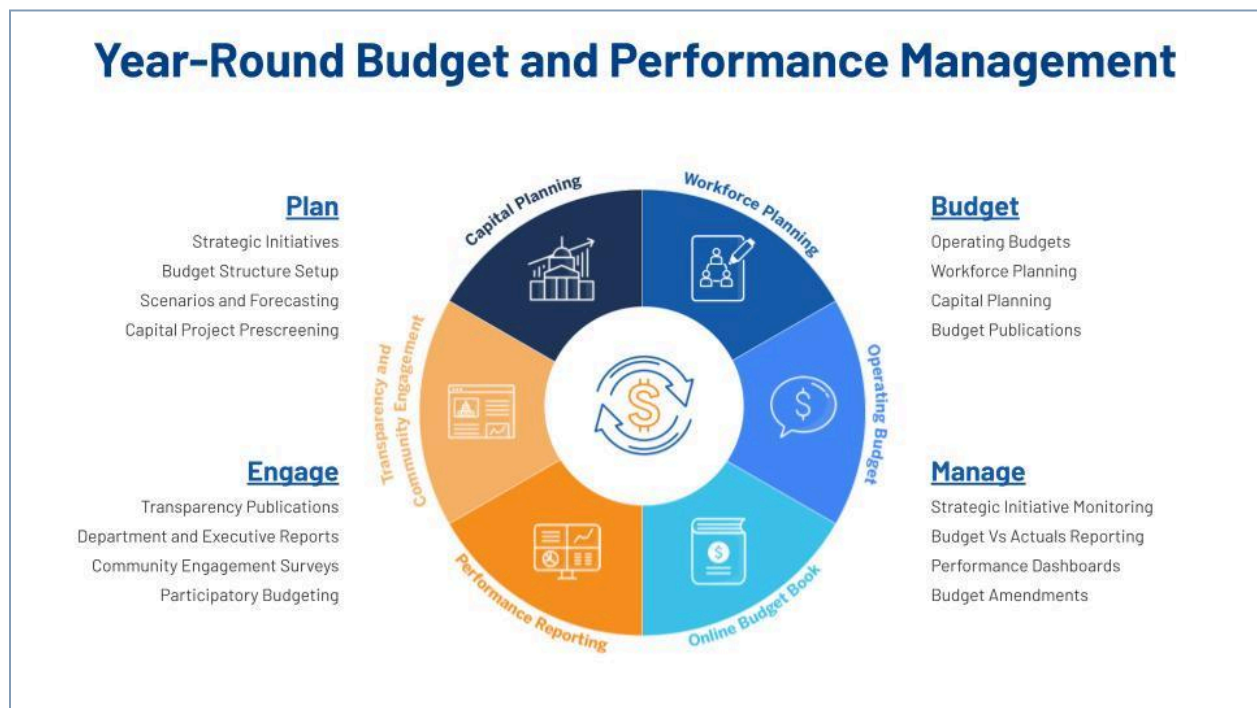 Year-Round Budget and Performance Management
Plan
Strategic Initiatives
Budget Structure Setup
Scenarios and Forecasting
Capital Project Prescreening
Engage
Transparency Publications
Department and Executive Reports
Community Engagement Surveys
Participatory Budgeting
Capital Planning
Workforce Planning
Operating Budget
Online Budget Book
Performance Reporting
Transparency and
Community Engagement
$
$
$
Budget
Operating Budgets
Workforce Planning
Capital Planning
Budget Publications
Manage
Strategic Initiative Monitoring
Budget Vs Actuals Reporting
Performance Dashboards
Budget Amendments